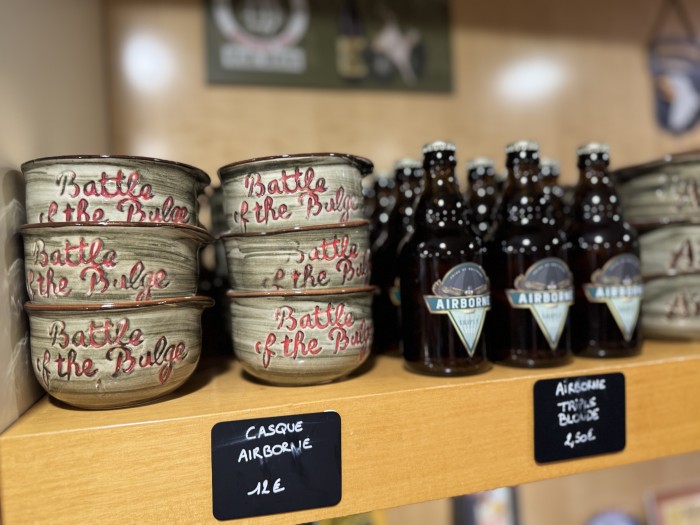 Battle
of the Bulge
Battle
of the Bulge
Battle
of the Bulge
Battle
of the Bulge
Battle
of the Bulge
Battle
of the Bulge
AIRBORNE
AIRBORNE
AIRBORNE
CASQUE
AIRBORNE
12€
AIRBORNE
TRIPLE
BLONDE
2,50€